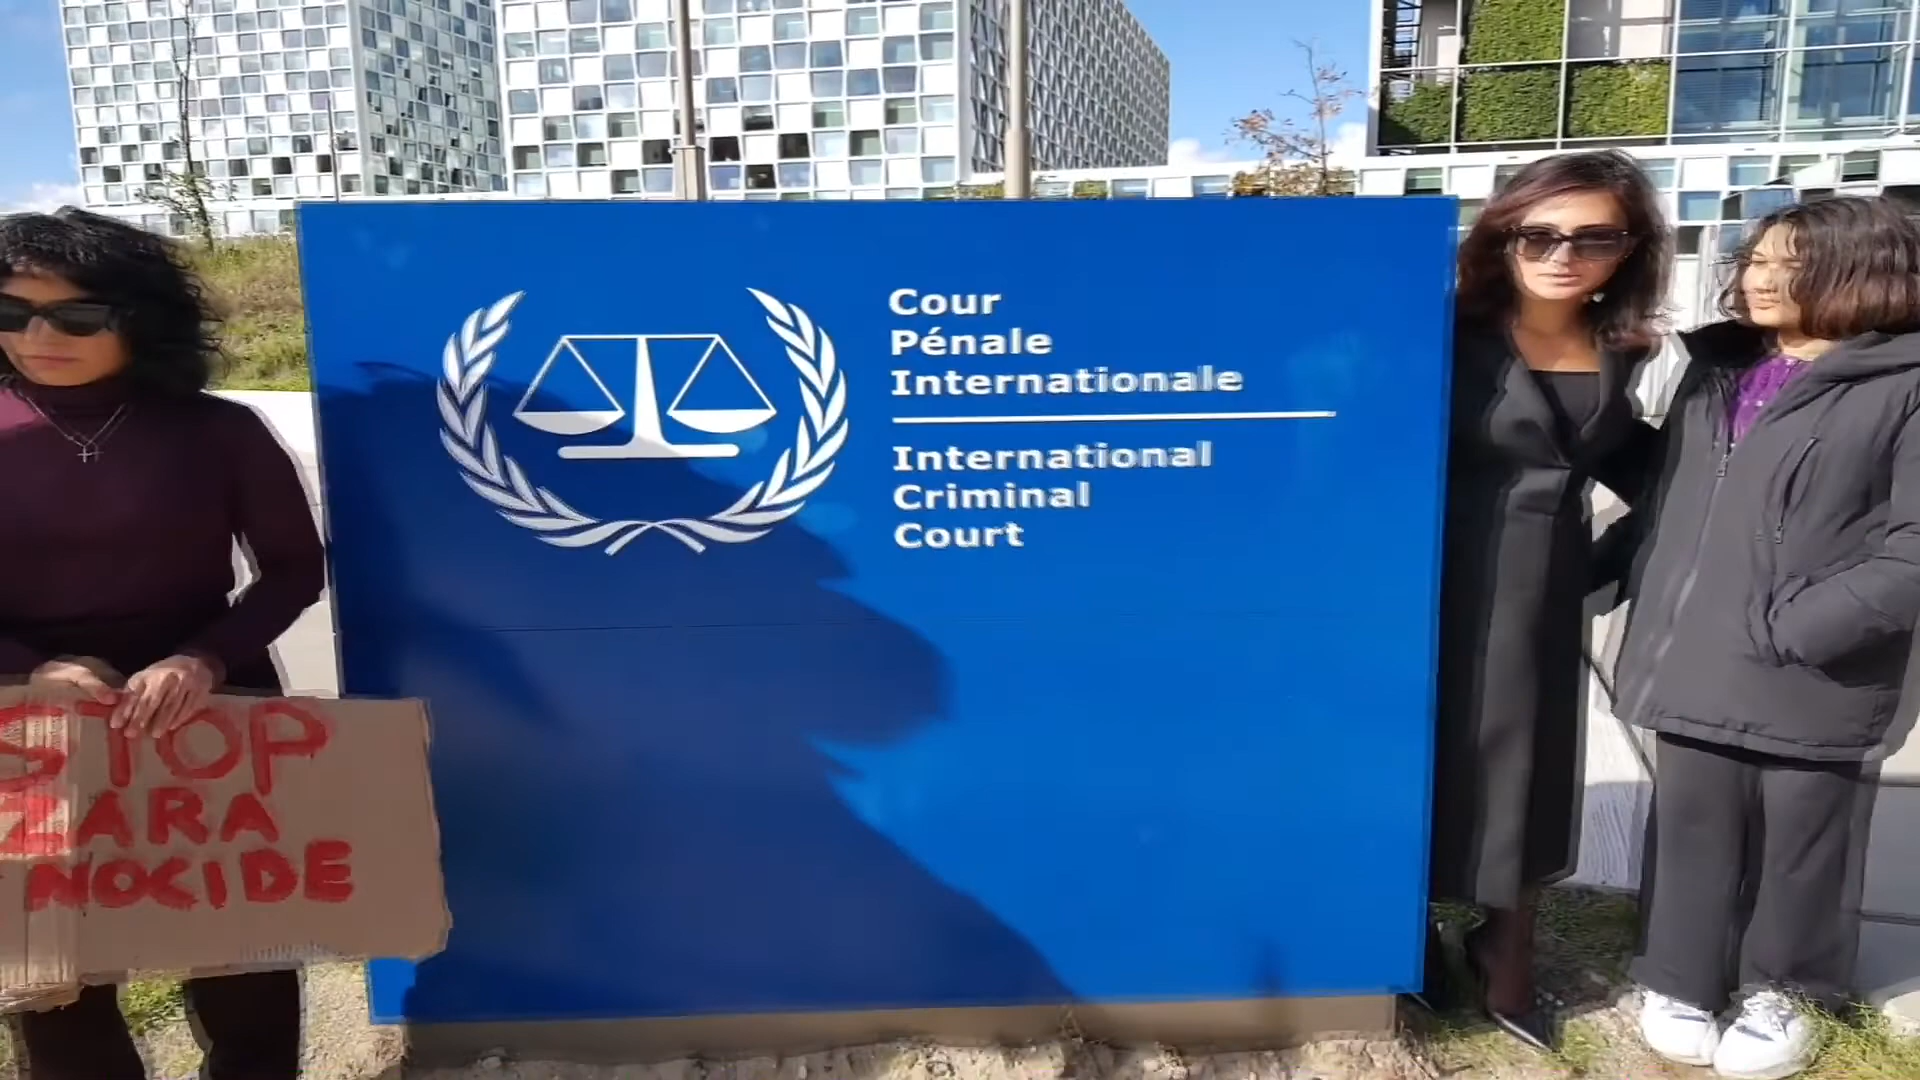 Cour
Pénale
Internationale
International
Criminal
Court
STOP
ZARA
NOCIDE